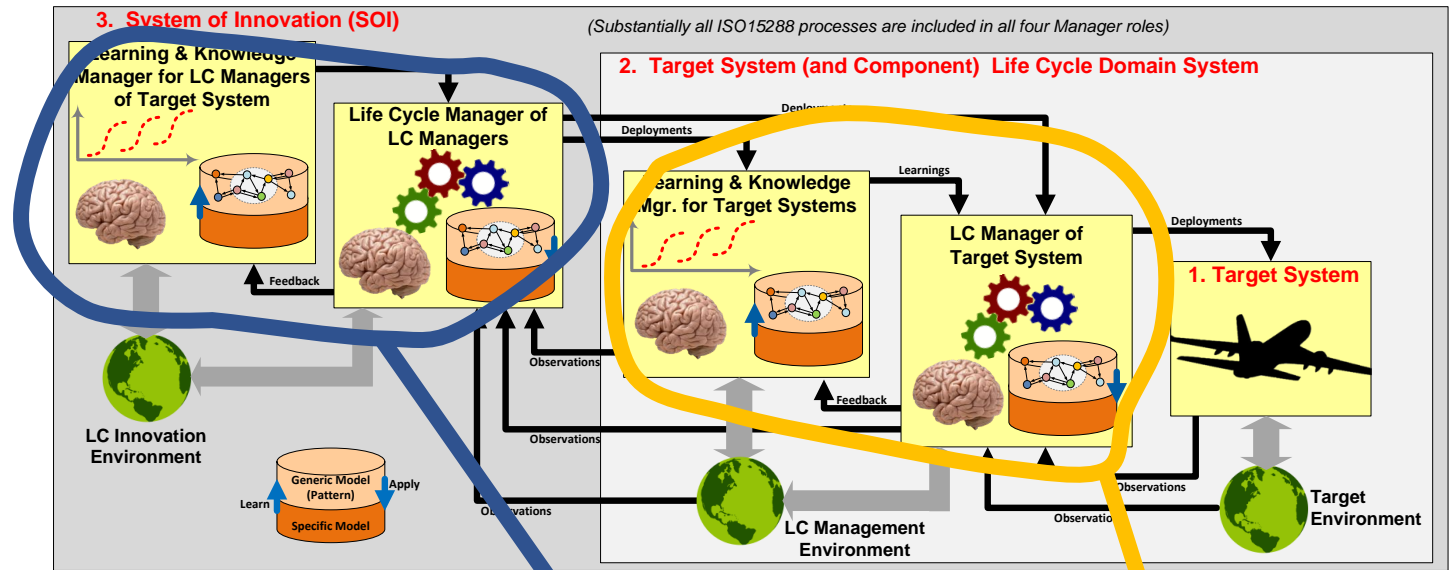 3. System of Innovation (SOI)
(Substantially all ISO15288 processes are included in all four Manager roles)
Learning & Knowledge
Manager for LC Managers
of Target System
Life Cycle Manager of
LC Managers
2. Target System (and Component) Life Cycle Domain System
Deployments
Deployments
Learning & Knowledge
Mgr. for Target Systems
Learnings
LC Manager of
Target System
Deployments
1. Target System
Feedback
Observations
Feedback
Observations
LC Innovation
Environment
Generic Model
(Pattern)
Learn
Apply
Specific Model
Observations
LC Management
Environment
Observations
Observations
Target
Environment